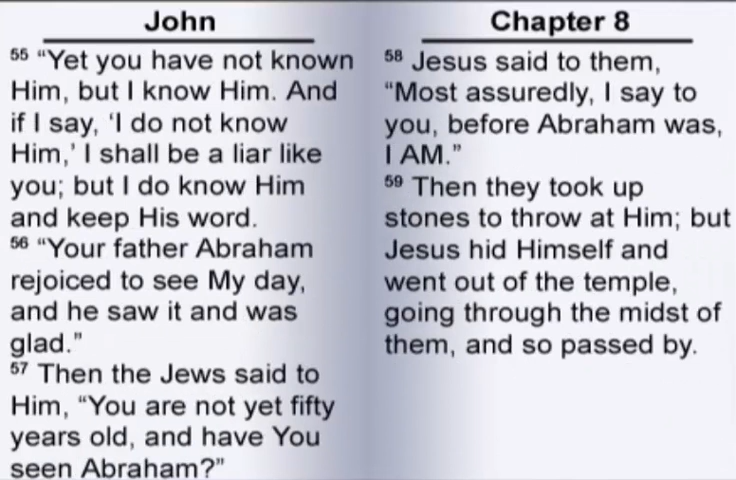 John
55 “Yet you have not known
Him, but I know Him. And
if I say, ‘I do not know
Him,’ I shall be a liar like
you; but I do know Him
and keep His word.
56 “Your father Abraham
rejoiced to see My day,
and he saw it and was
glad.”
57 Then the Jews said to
Him, “You are not yet fifty
years old, and have You
seen Abraham?”
Chapter 8
58 Jesus said to them,
“Most assuredly, I say to
you, before Abraham was,
I AM.”
59 Then they took up
stones to throw at Him; but
Jesus hid Himself and
went out of the temple,
going through the midst of
them, and so passed by.